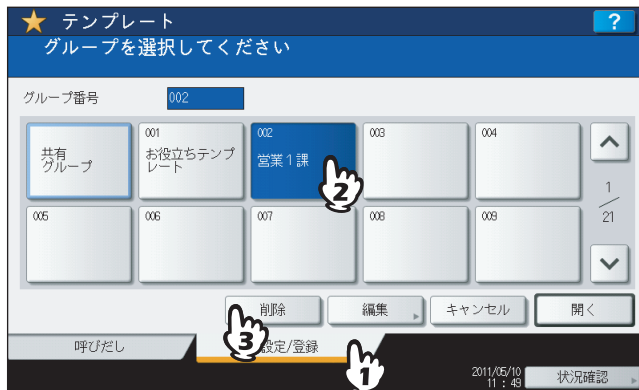 テンプレート
?
グループを選択してください
グループ番号 002
共有
グループ
001
お役立ちテンプ
レート
002
営業1課
003
004
1
21
005
006
007
008
009
2
削除
編集
キャンセル
開く
3
呼びだし
設定/登録
1
2011/05/10
11 : 49
状況確認